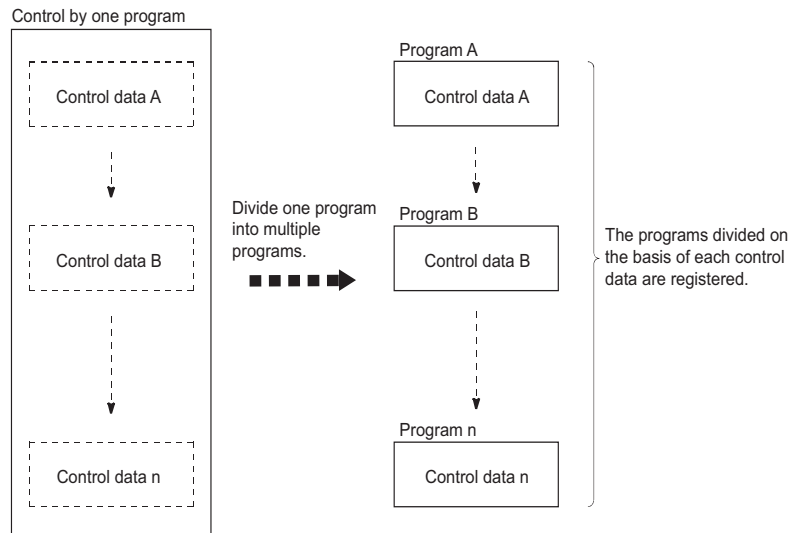 Control by one program
Control data A
Control data B
Control data n
Divide one program
into multiple
programs.
Program A
Control data A
Program B
Control data B
Program n
Control data n
The programs divided on
the basis of each control
data are registered.